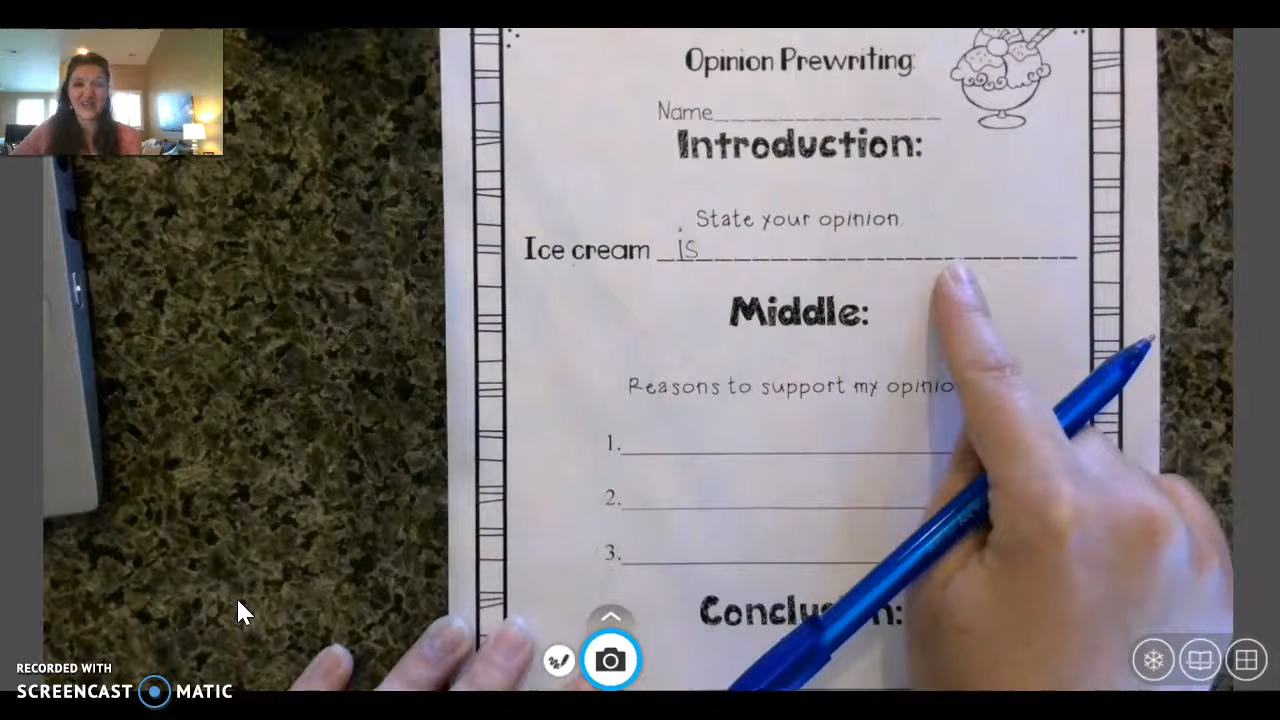 Opinion Prewriting
Name
Introduction:
State your opinion
Ice cream is
Middle:
Reasons to support my opinio
1.
2.
3.
Conclu n:
RECORDED WITH
SCREENCAST MATIC